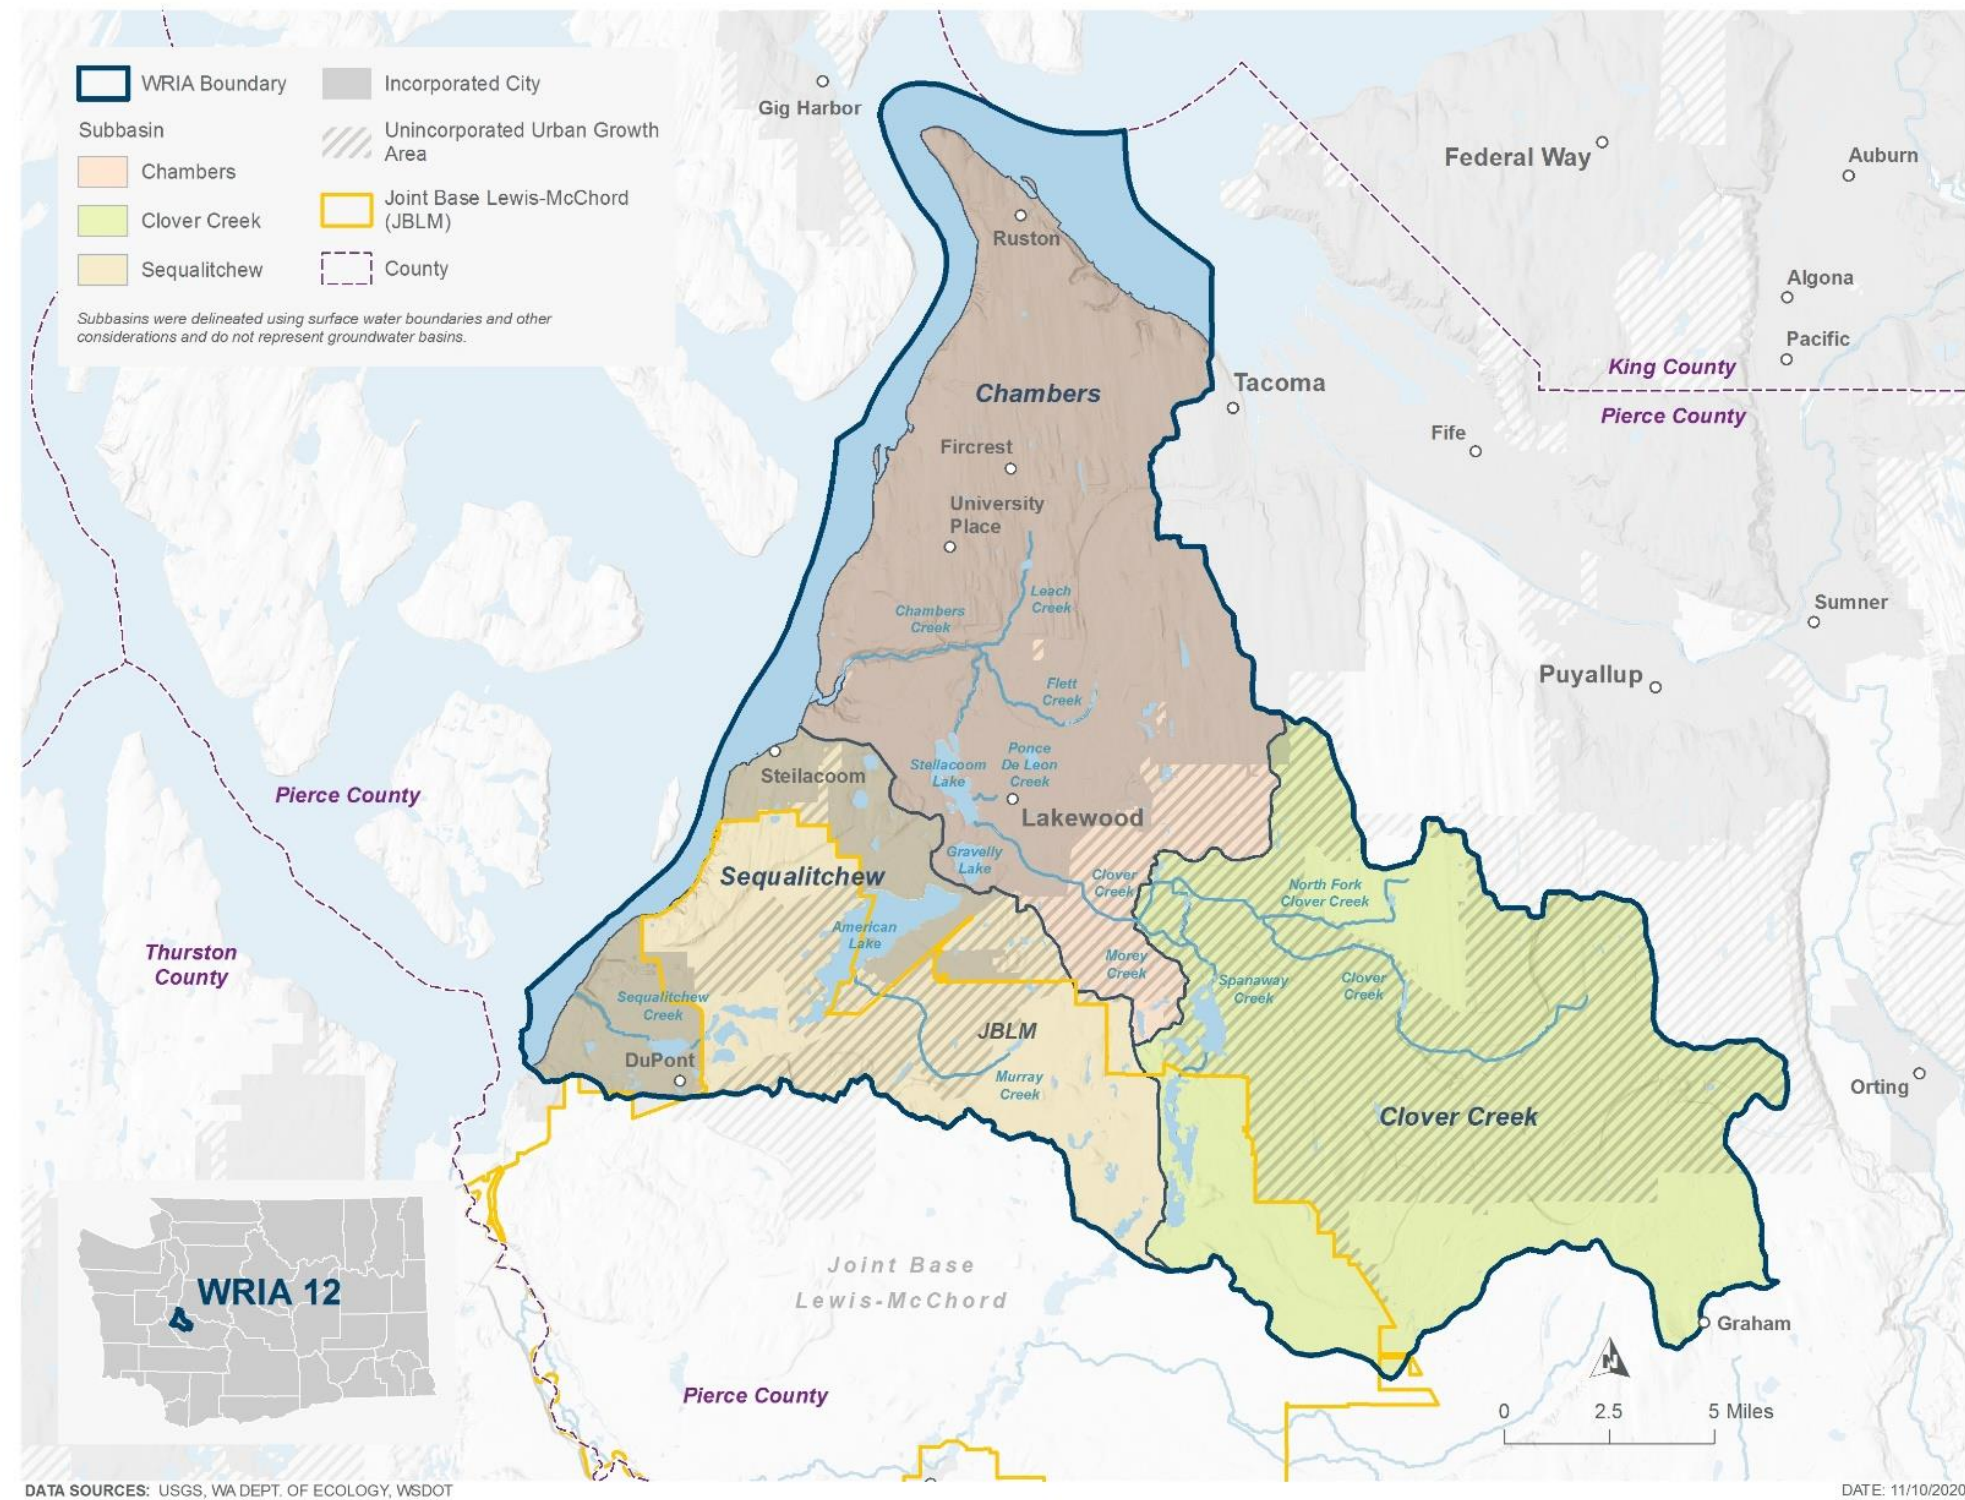 WRIA Boundary
Subbasin
Chambers
Clover Creek
Sequalitchew
Incorporated City
Unincorporated Urban Growth
Area
Joint Base Lewis-McChord
(JBLM)
County
Subbasins were delineated using surface water boundaries and other
considerations and do not represent groundwater basins.
Gig Harbor
Federal Way
Auburn
Ruston
Algona
Pacific
King County
Pierce County
Tacoma
Chambers
Fife
Fircrest
University
Place
Leach
Creek
Chambers
Creek
Sumner
Puyallup
Flett
Creek
Ponce
De Leon
Creek
Steilacoom
Lake
Steilacoom
Lakewood
Pierce County
Sequalitchew
Gravelly
Lake
Clover
Creek
North Fork
Clover Creek
American
Lake
Thurston
County
Morey
Creek
Spanaway
Creek
Clover
Creek
Sequalitchew
Creek
JBLM
DuPont
Murray
Creek
Orting
Clover Creek
Joint Base
Lewis-McChord
WRIA 12
Graham
N
Pierce County
0 2.5 5 Miles
DATA SOURCES: USGS, WA DEPT. OF ECOLOGY, WSDOT
DATE: 11/10/2020